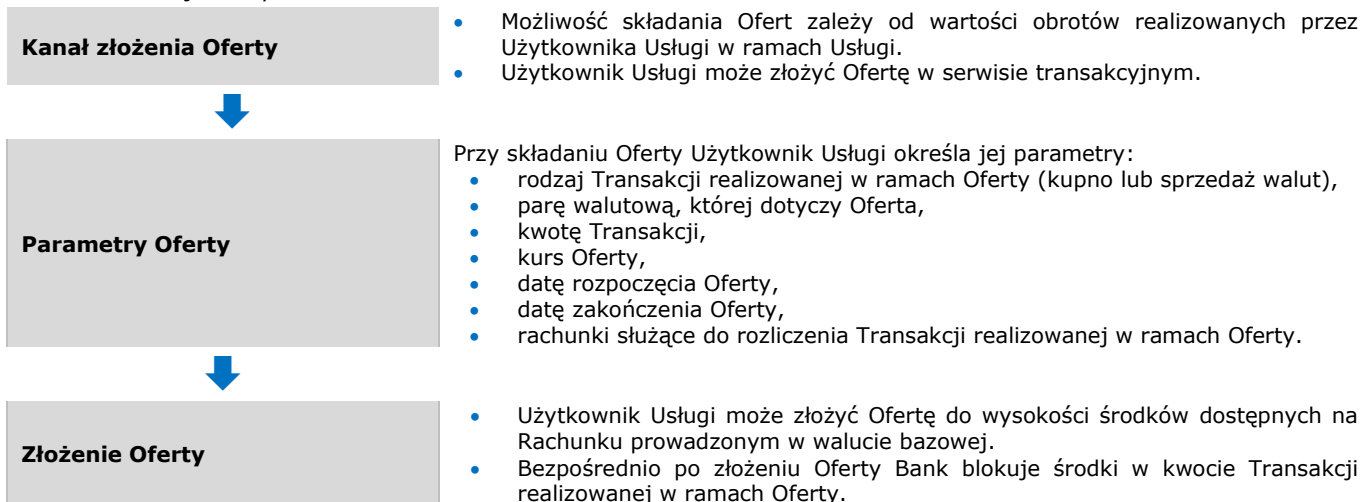 Kanał złożenia Oferty
• Możliwość składania Ofert zależy od wartości obrotów realizowanych przez
Użytkownika Usługi w ramach Usługi.
• Użytkownik Usługi może złożyć Ofertę w serwisie transakcyjnym.
Parametry Oferty
Przy składaniu Oferty Użytkownik Usługi określa jej parametry:
• rodzaj Transakcji realizowanej w ramach Oferty (kupno lub sprzedaż walut),
• parę walutową, której dotyczy Oferta,
• kwotę Transakcji,
• kurs Oferty,
• datę rozpoczęcia Oferty,
• datę zakończenia Oferty,
• rachunki służące do rozliczenia Transakcji realizowanej w ramach Oferty.
Złożenie Oferty
• Użytkownik Usługi może złożyć Ofertę do wysokości środków dostępnych na
Rachunku prowadzonym w walucie bazowej.
• Bezpośrednio po złożeniu Oferty Bank blokuje środki w kwocie Transakcji
realizowanej w ramach Oferty.